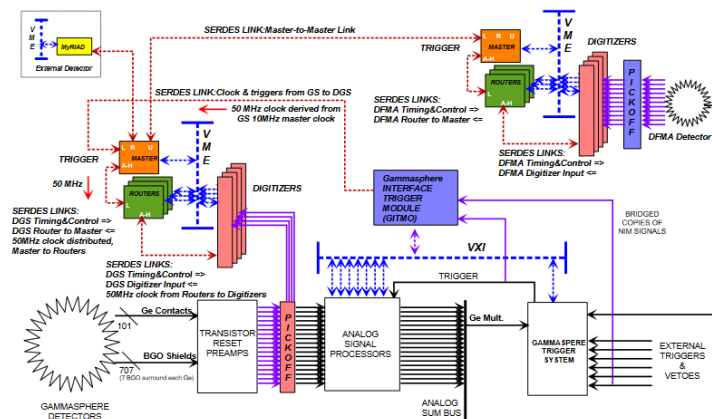 VME
MyRIAD
External Detector
SERDES LINK:Master-to-Master Link
TRIGGER
L R U
MASTER
A-H
ROUTERS
L
A-H
VME
DIGITIZERS
PICKOFF
DFMA Detector
SERDES LINKS:
DFMA Timing&Control =>
DFMA Router to Master <=
SERDES LINKS:
DFMA Timing&Control =>
DFMA Digitizer Input <=
SERDES LINK:Clock & triggers from GS to DGS
50 MHz clock derived from
GS 10MHz master clock
L R U
MASTER
A-H
TRIGGER
50 MHz
ROUTERS
L
A-H
VME
DIGITIZERS
SERDES LINKS:
DGS Timing&Control =>
DGS Router to Master <=
50MHz clock distributed,
Master to Routers
SERDES LINKS:
DGS Timing&Control =>
DGS Digitizer Input <=
50MHz clock from Routers to Digitizers
Gammasphere
INTERFACE
TRIGGER
MODULE
(GITMO)
BRIDGED
COPIES OF
NIM SIGNALS
VXI
TRIGGER
Ge Contacts
101
BGO Shields
707
(7 BGO surround each Ge)
GAMMASPHERE
DETECTORS
TRANSISTOR
RESET
PREAMPS
PICKOFF
ANALOG
SIGNAL
PROCESSORS
Ge Mult.
ANALOG
SUM BUS
GAMMASPERE
TRIGGER
SYSTEM
EXTERNAL
TRIGGERS
&
VETOES